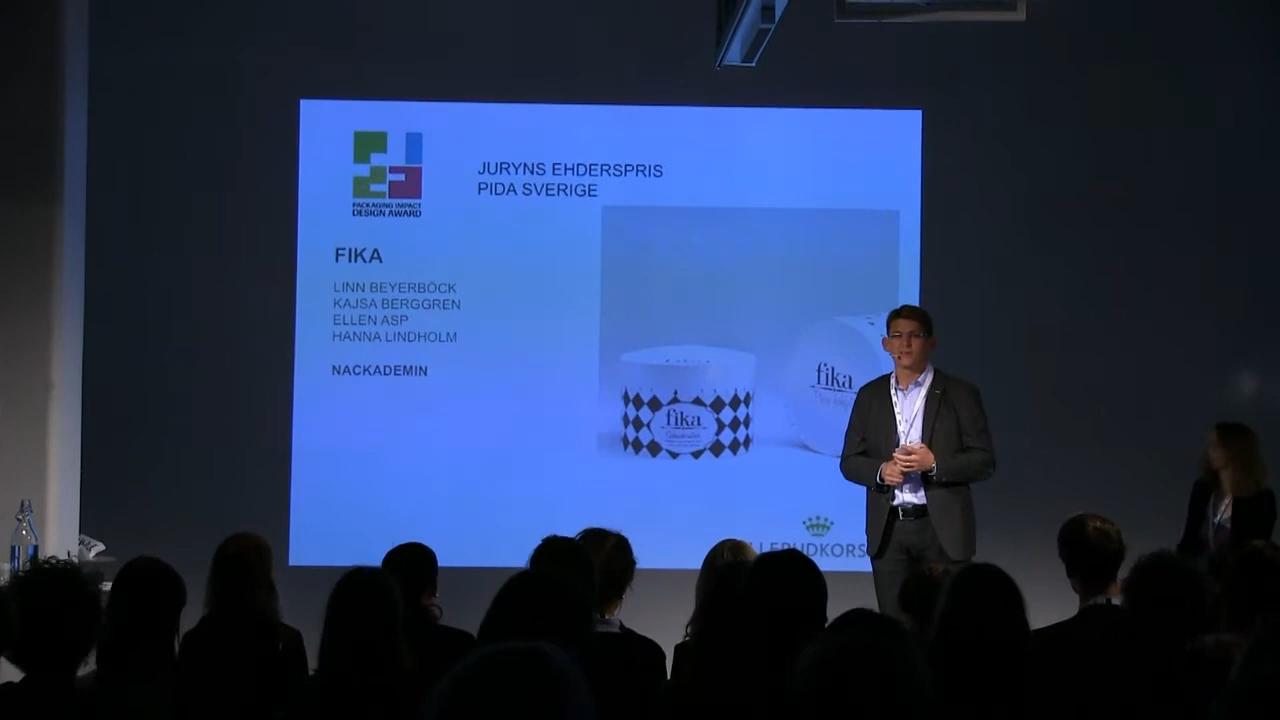 JURYNS EHDERSPRIS
PIDA SVERIGE
PACKAGING IMPACT
DESIGN AWARD
FIKA
LINN BEYERBÖCK
KAJSA BERGGREN
ELLEN ASP
HANNA LINDHOLM
NACKADEMIN
fika
fika